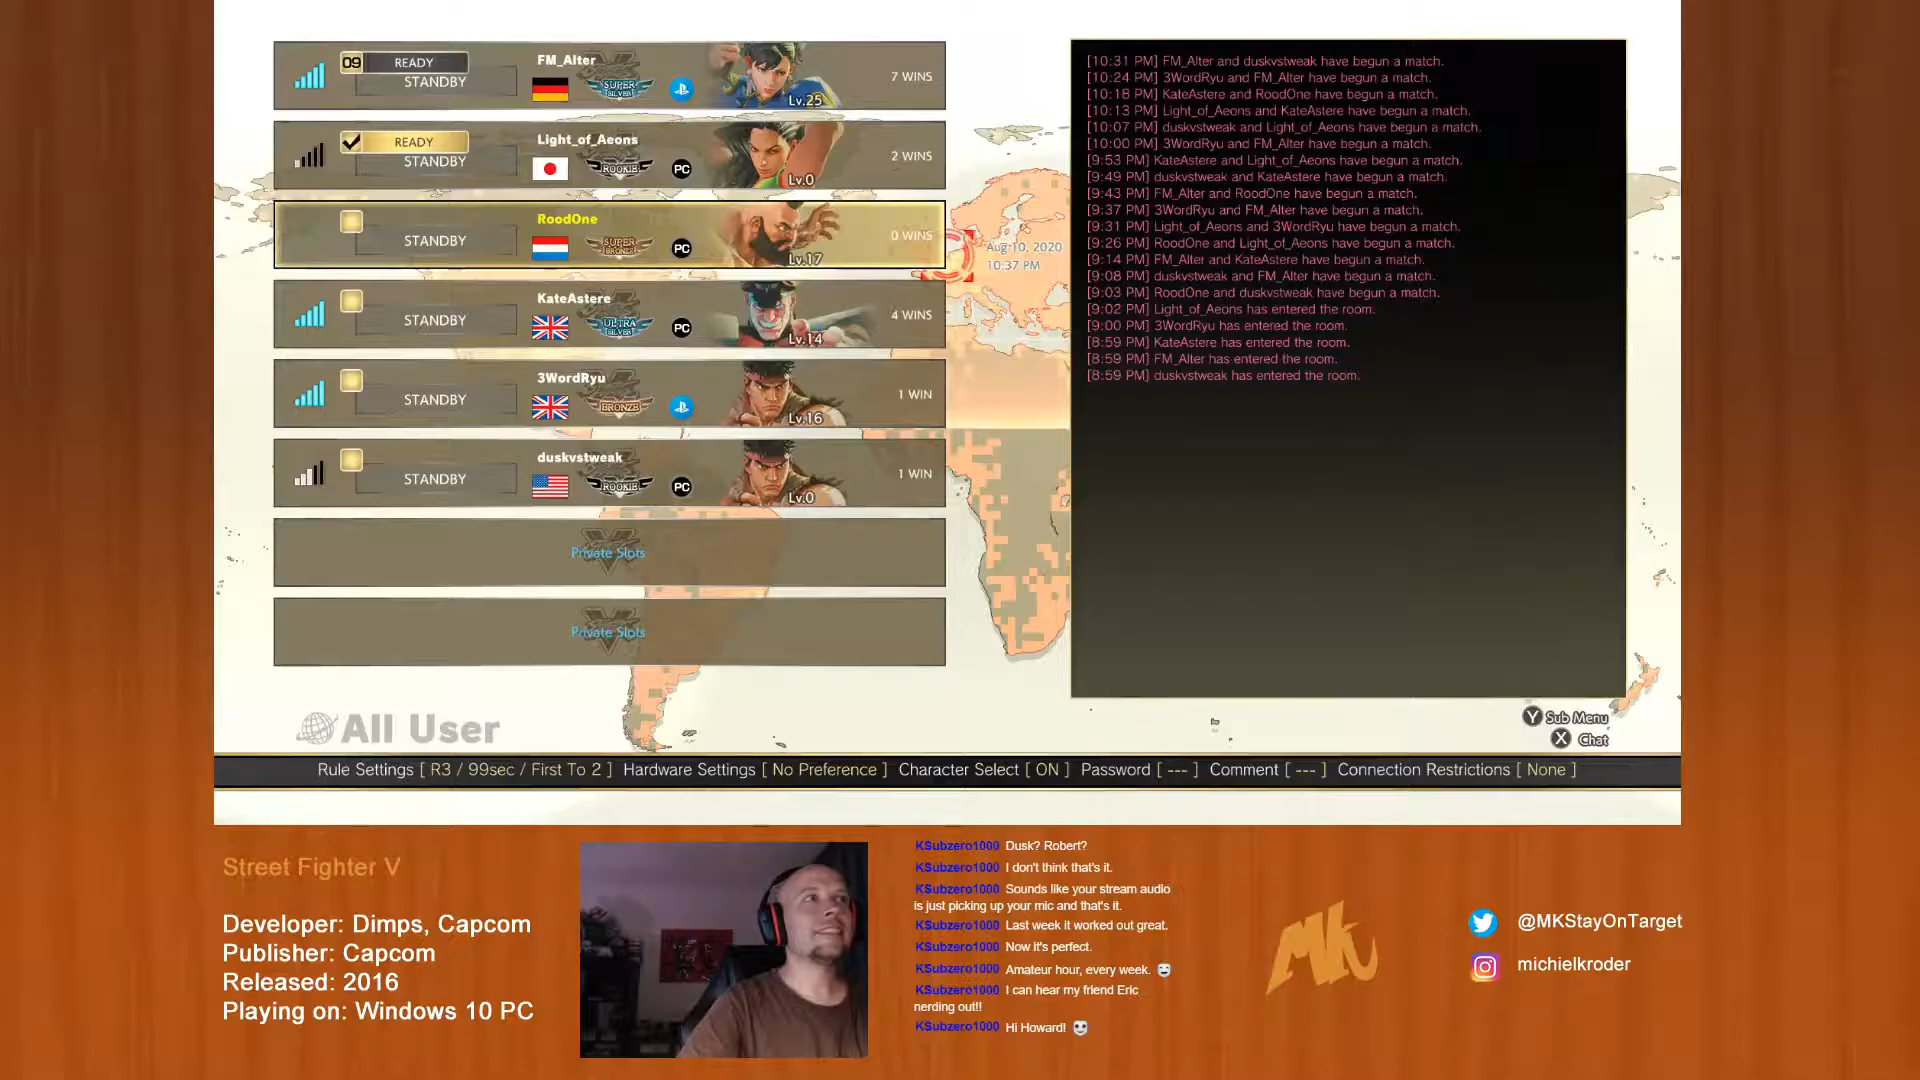 09 READY
STANDBY
FM_Alter
SUPER SILVER
Lv.25
7 WINS
READY
STANDBY
Light_of_Aeons
ROOKIE
PC
Lv.0
2 WINS
STANDBY
RoodOne
SUPER BRONZE
PC
Lv.17
0 WINS
STANDBY
KateAstere
ULTRA SILVER
PC
Lv.14
4 WINS
STANDBY
3WordRyu
BRONZE
Lv.16
1 WIN
STANDBY
duskvstweak
ROOKIE
PC
Lv.0
1 WIN
Private Slots
Private Slots
Aug 10, 2020
10:37 PM
[10:31 PM] FM_Alter and duskvstweak have begun a match.
[10:24 PM] 3WordRyu and FM_Alter have begun a match.
[10:18 PM] KateAstere and RoodOne have begun a match.
[10:13 PM] Light_of_Aeons and KateAstere have begun a match.
[10:07 PM] duskvstweak and Light_of_Aeons have begun a match.
[10:00 PM] 3WordRyu and FM_Alter have begun a match.
[9:53 PM] KateAstere and Light_of_Aeons have begun a match.
[9:49 PM] duskvstweak and KateAstere have begun a match.
[9:43 PM] FM_Alter and RoodOne have begun a match.
[9:37 PM] 3WordRyu and FM_Alter have begun a match.
[9:31 PM] Light_of_Aeons and 3WordRyu have begun a match.
[9:26 PM] RoodOne and Light_of_Aeons have begun a match.
[9:14 PM] FM_Alter and KateAstere have begun a match.
[9:08 PM] duskvstweak and FM_Alter have begun a match.
[9:03 PM] RoodOne and duskvstweak have begun a match.
[9:02 PM] Light_of_Aeons has entered the room.
[9:00 PM] 3WordRyu has entered the room.
[8:59 PM] KateAstere has entered the room.
[8:59 PM] FM_Alter has entered the room.
[8:59 PM] duskvstweak has entered the room.
Y Sub Menu
X Chat
All User
Rule Settings [ R3 / 99sec / First To 2 ] Hardware Settings [ No Preference ] Character Select [ ON ] Password [ --- ] Comment [ --- ] Connection Restrictions [ None ]
Street Fighter V
Developer: Dimps, Capcom
Publisher: Capcom
Released: 2016
Playing on: Windows 10 PC
KSubzero1000 Dusk? Robert?
KSubzero1000 I don't think that's it.
KSubzero1000 Sounds like your stream audio
is just picking up your mic and that's it.
KSubzero1000 Last week it worked out great.
KSubzero1000 Now it's perfect.
KSubzero1000 Amateur hour, every week.
KSubzero1000 I can hear my friend Eric
nerding out!!
KSubzero1000 Hi Howard!
MK
@MKStayOnTarget
michielkroder